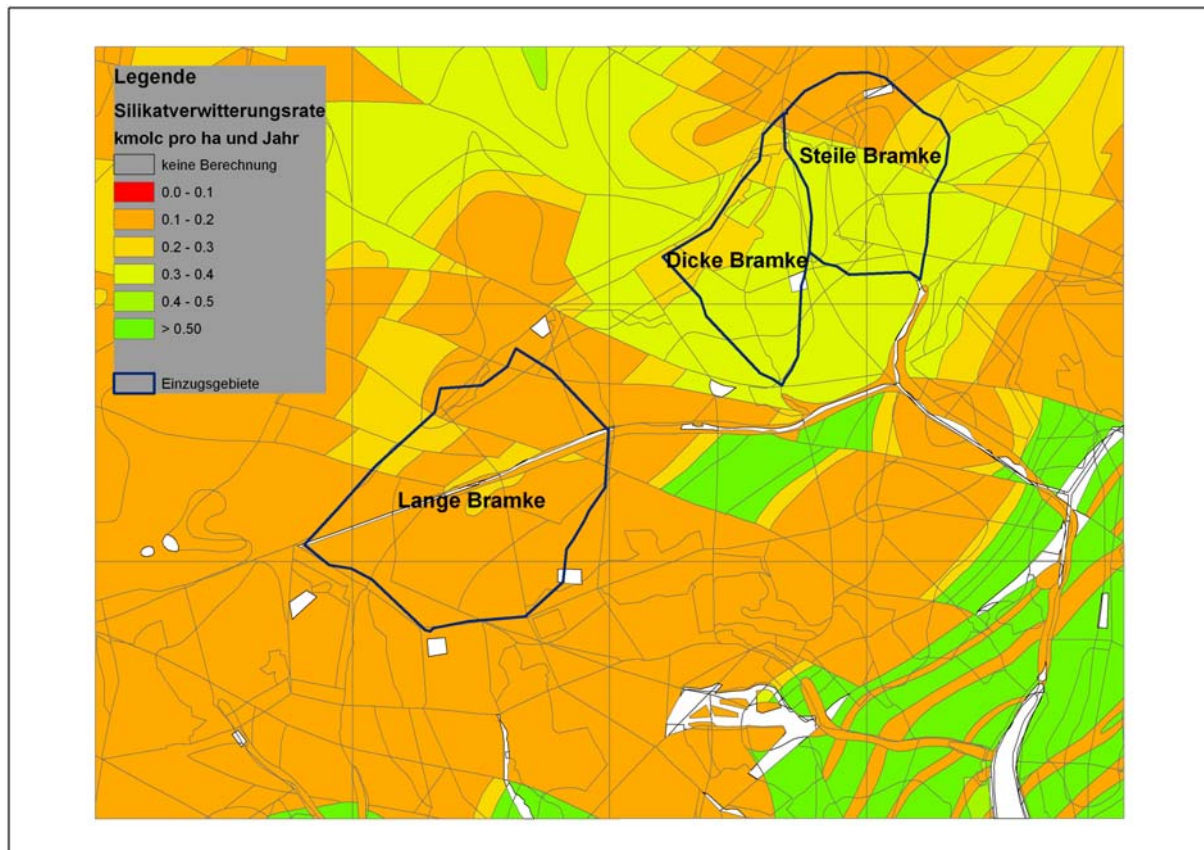 Legende
Silikatverwitterungsrate
kmolc pro ha und Jahr
keine Berechnung
0.0 - 0.1
0.1 - 0.2
0.2 - 0.3
0.3 - 0.4
0.4 - 0.5
> 0.50
Einzugsgebiete
Steile Bramke
Dicke Bramke
Lange Bramke